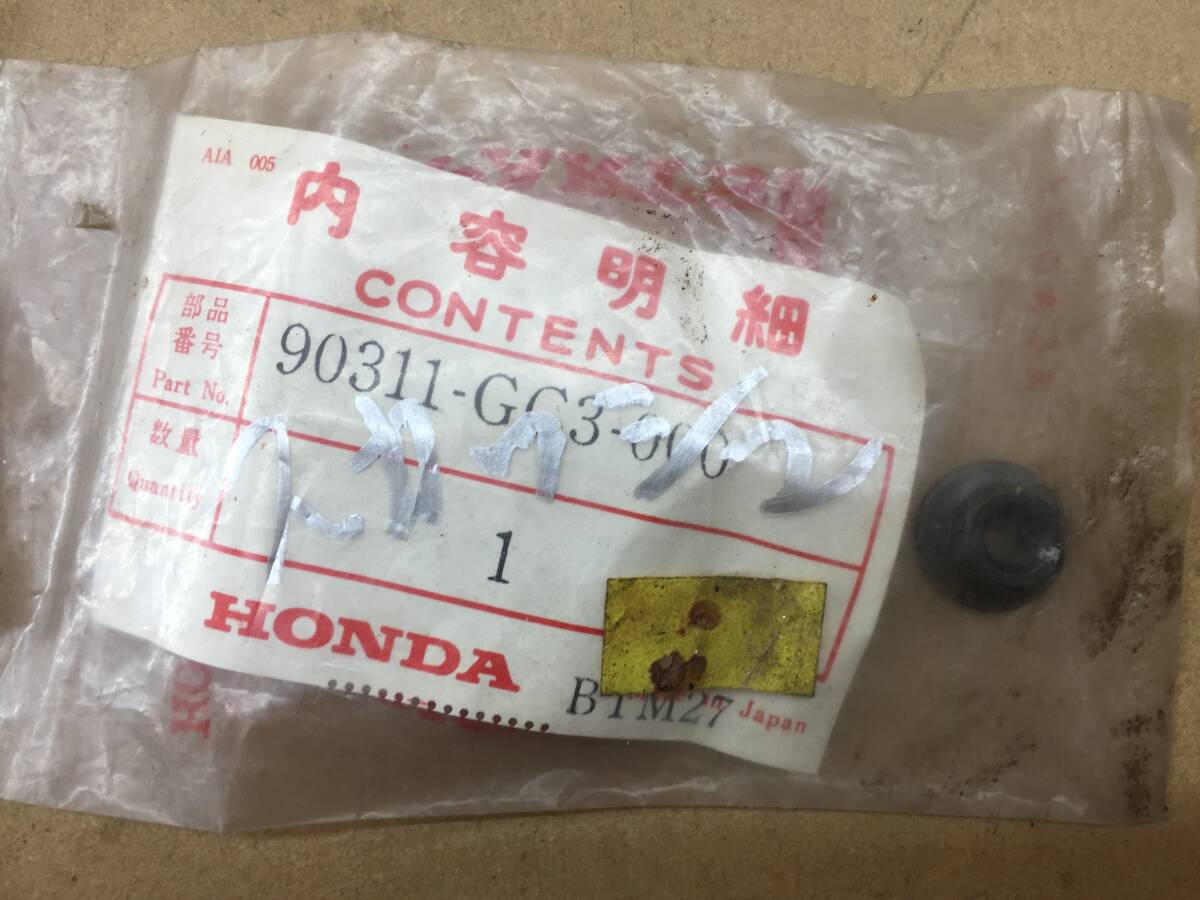 AIA 005
内容明細
CONTENTS
部品
番号
Part No.
90311-GC3-000
数量
Quantity
1
HONDA
BTM27
Japan